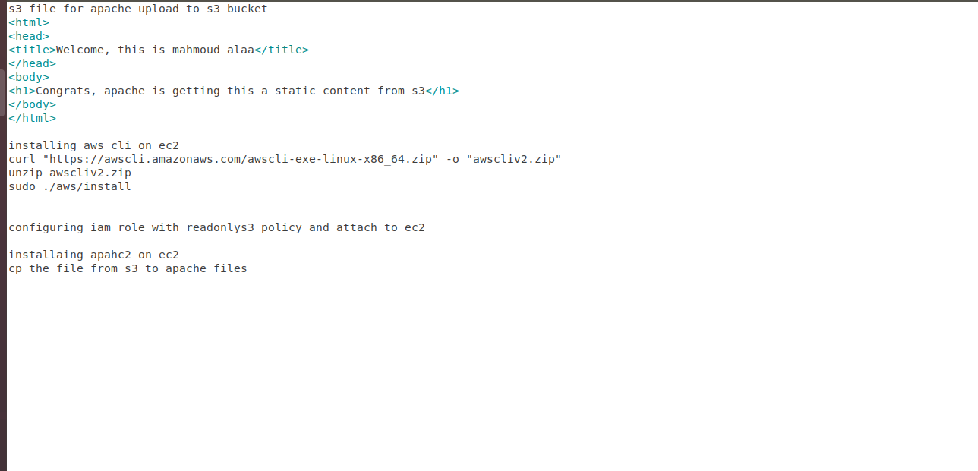 s3 file for apache upload to s3 bucket
<html>
<head>
<title>Welcome, this is mahmoud alaa</title>
</head>
<body>
<h1>Congrats, apache is getting this a static content from s3</h1>
</body>
</html>
installing aws cli on ec2
curl "https://awscli.amazonaws.com/awscli-exe-linux-x86_64.zip" -o "awscliv2.zip"
unzip awscliv2.zip
sudo ./aws/install
configuring iam role with readonlys3 policy and attach to ec2
installaing apahc2 on ec2
cp the file from s3 to apache files